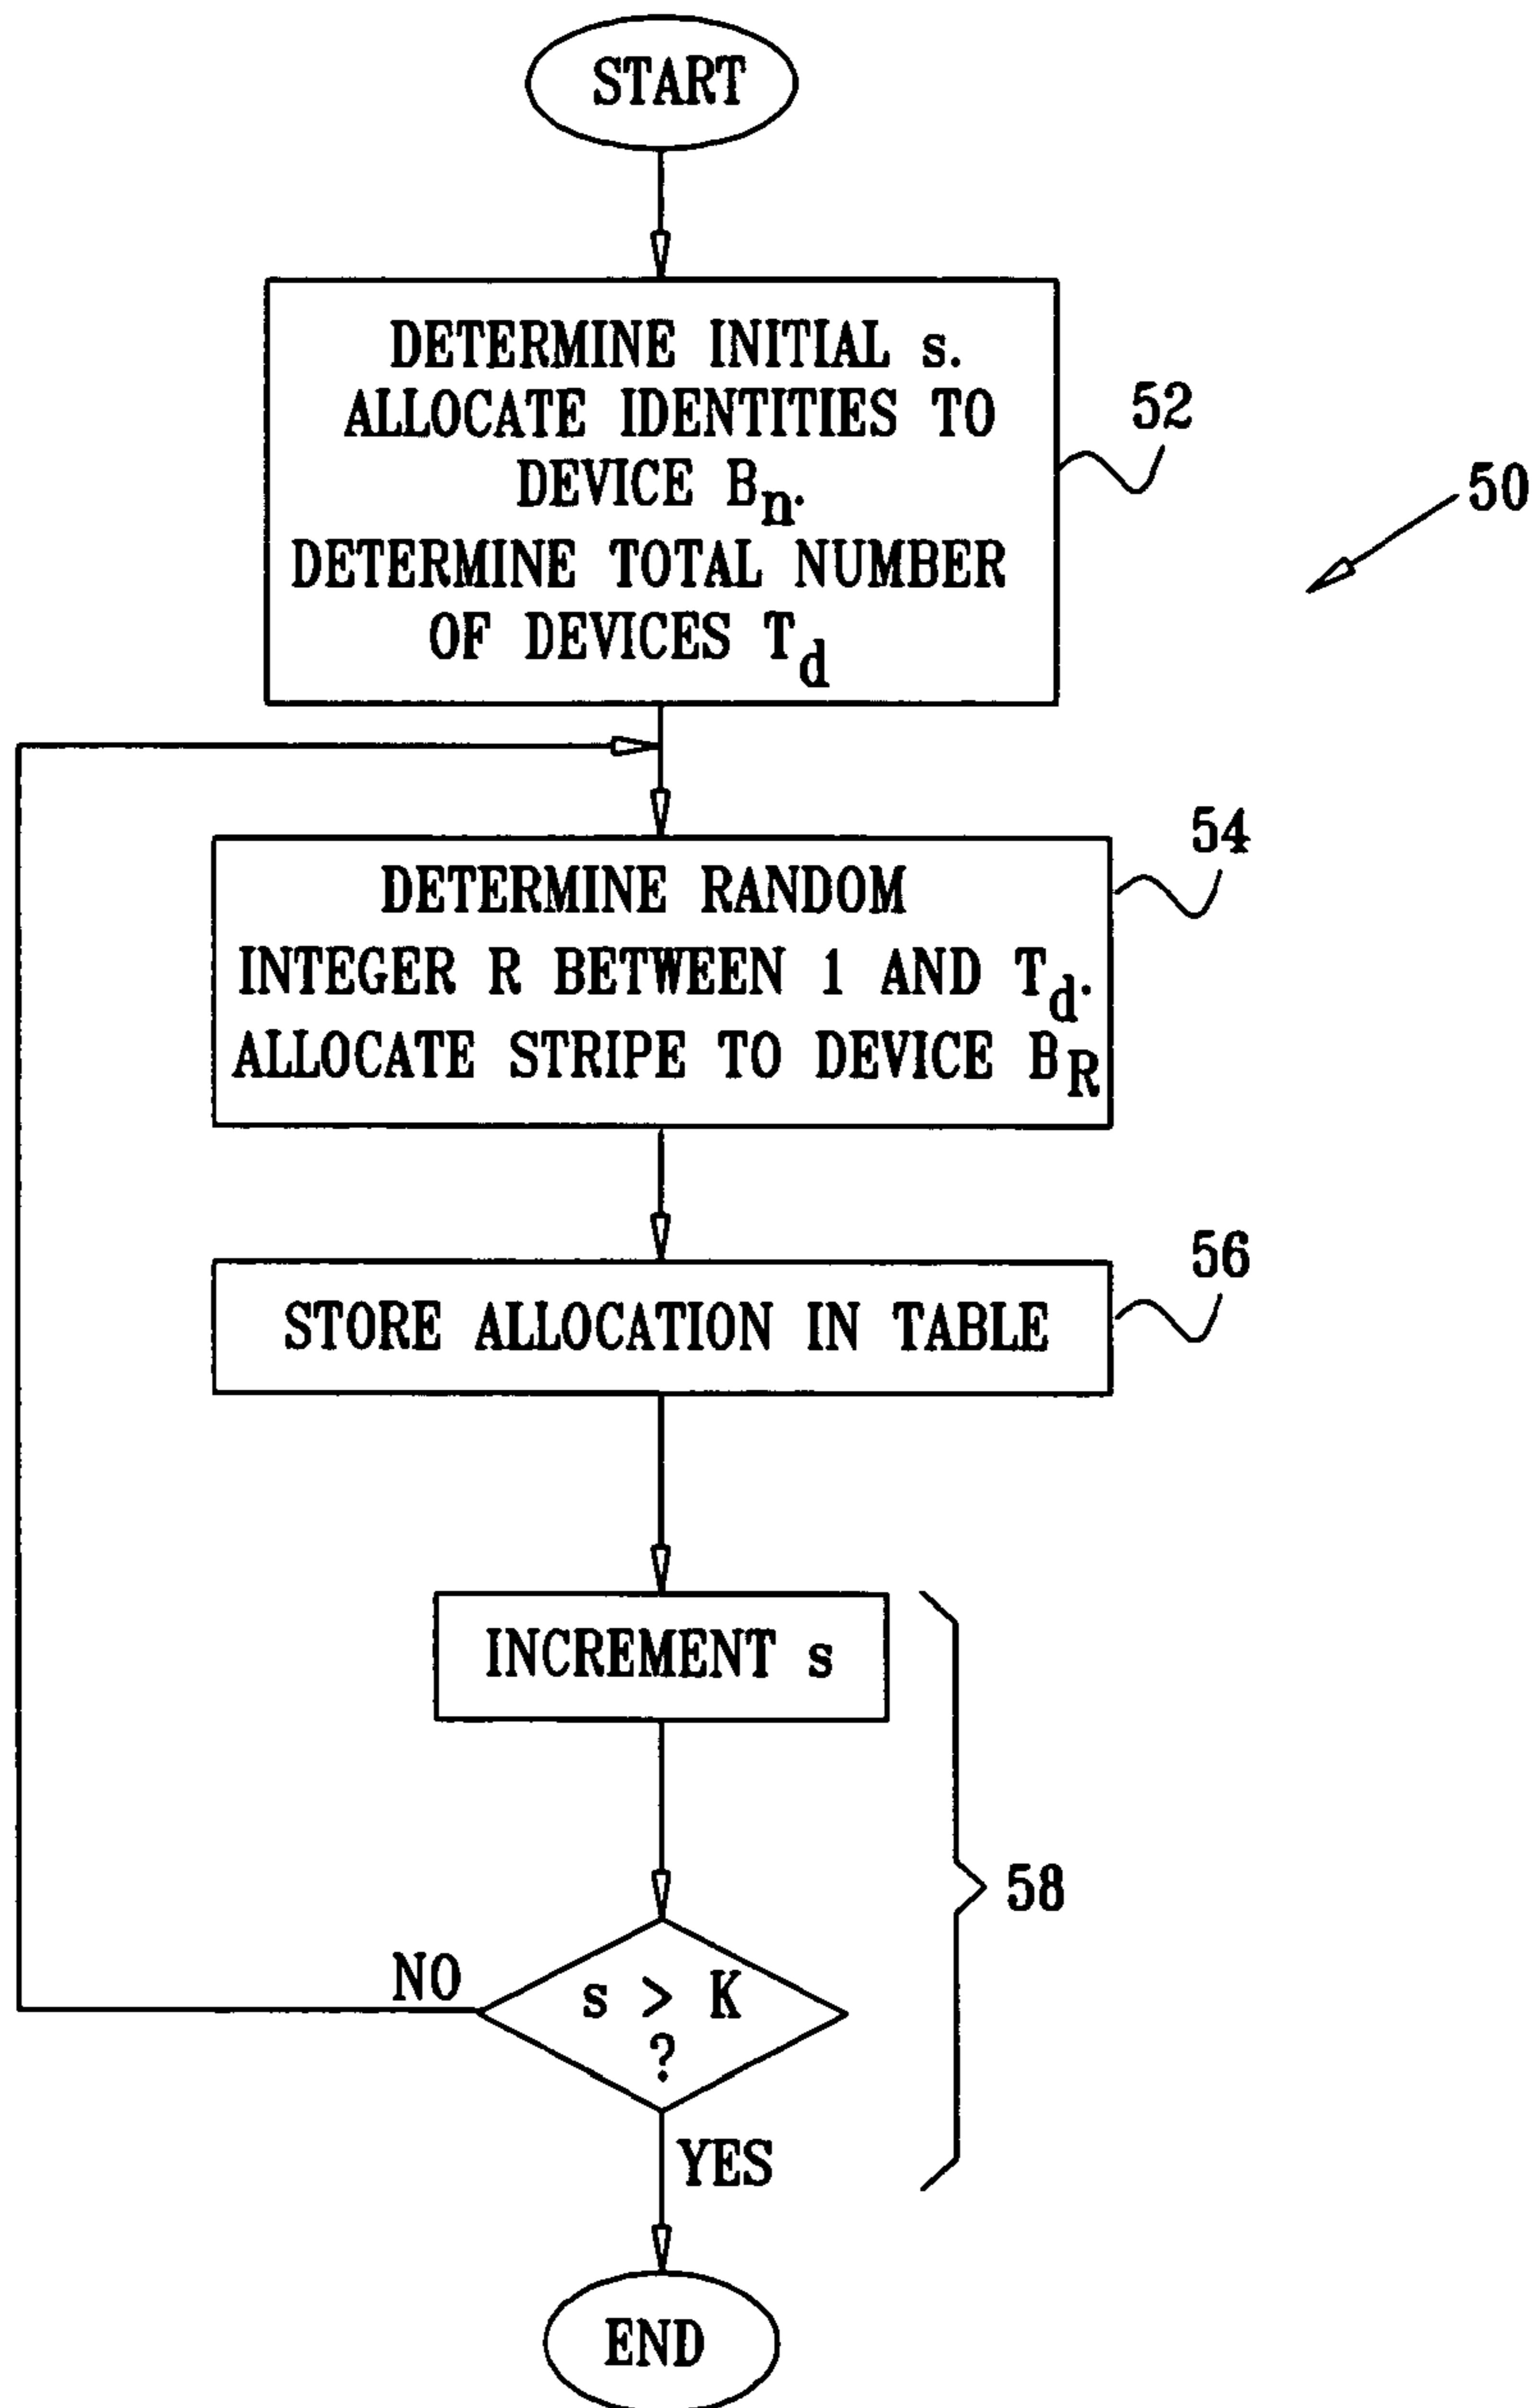 START
DETERMINE INITIAL s.
ALLOCATE IDENTITIES TO
DEVICE Bn.
DETERMINE TOTAL NUMBER
OF DEVICES Td
52
50
DETERMINE RANDOM
INTEGER R BETWEEN 1 AND Td.
ALLOCATE STRIPE TO DEVICE BR
54
STORE ALLOCATION IN TABLE
56
INCREMENT s
58
s > K
?
NO
YES
END